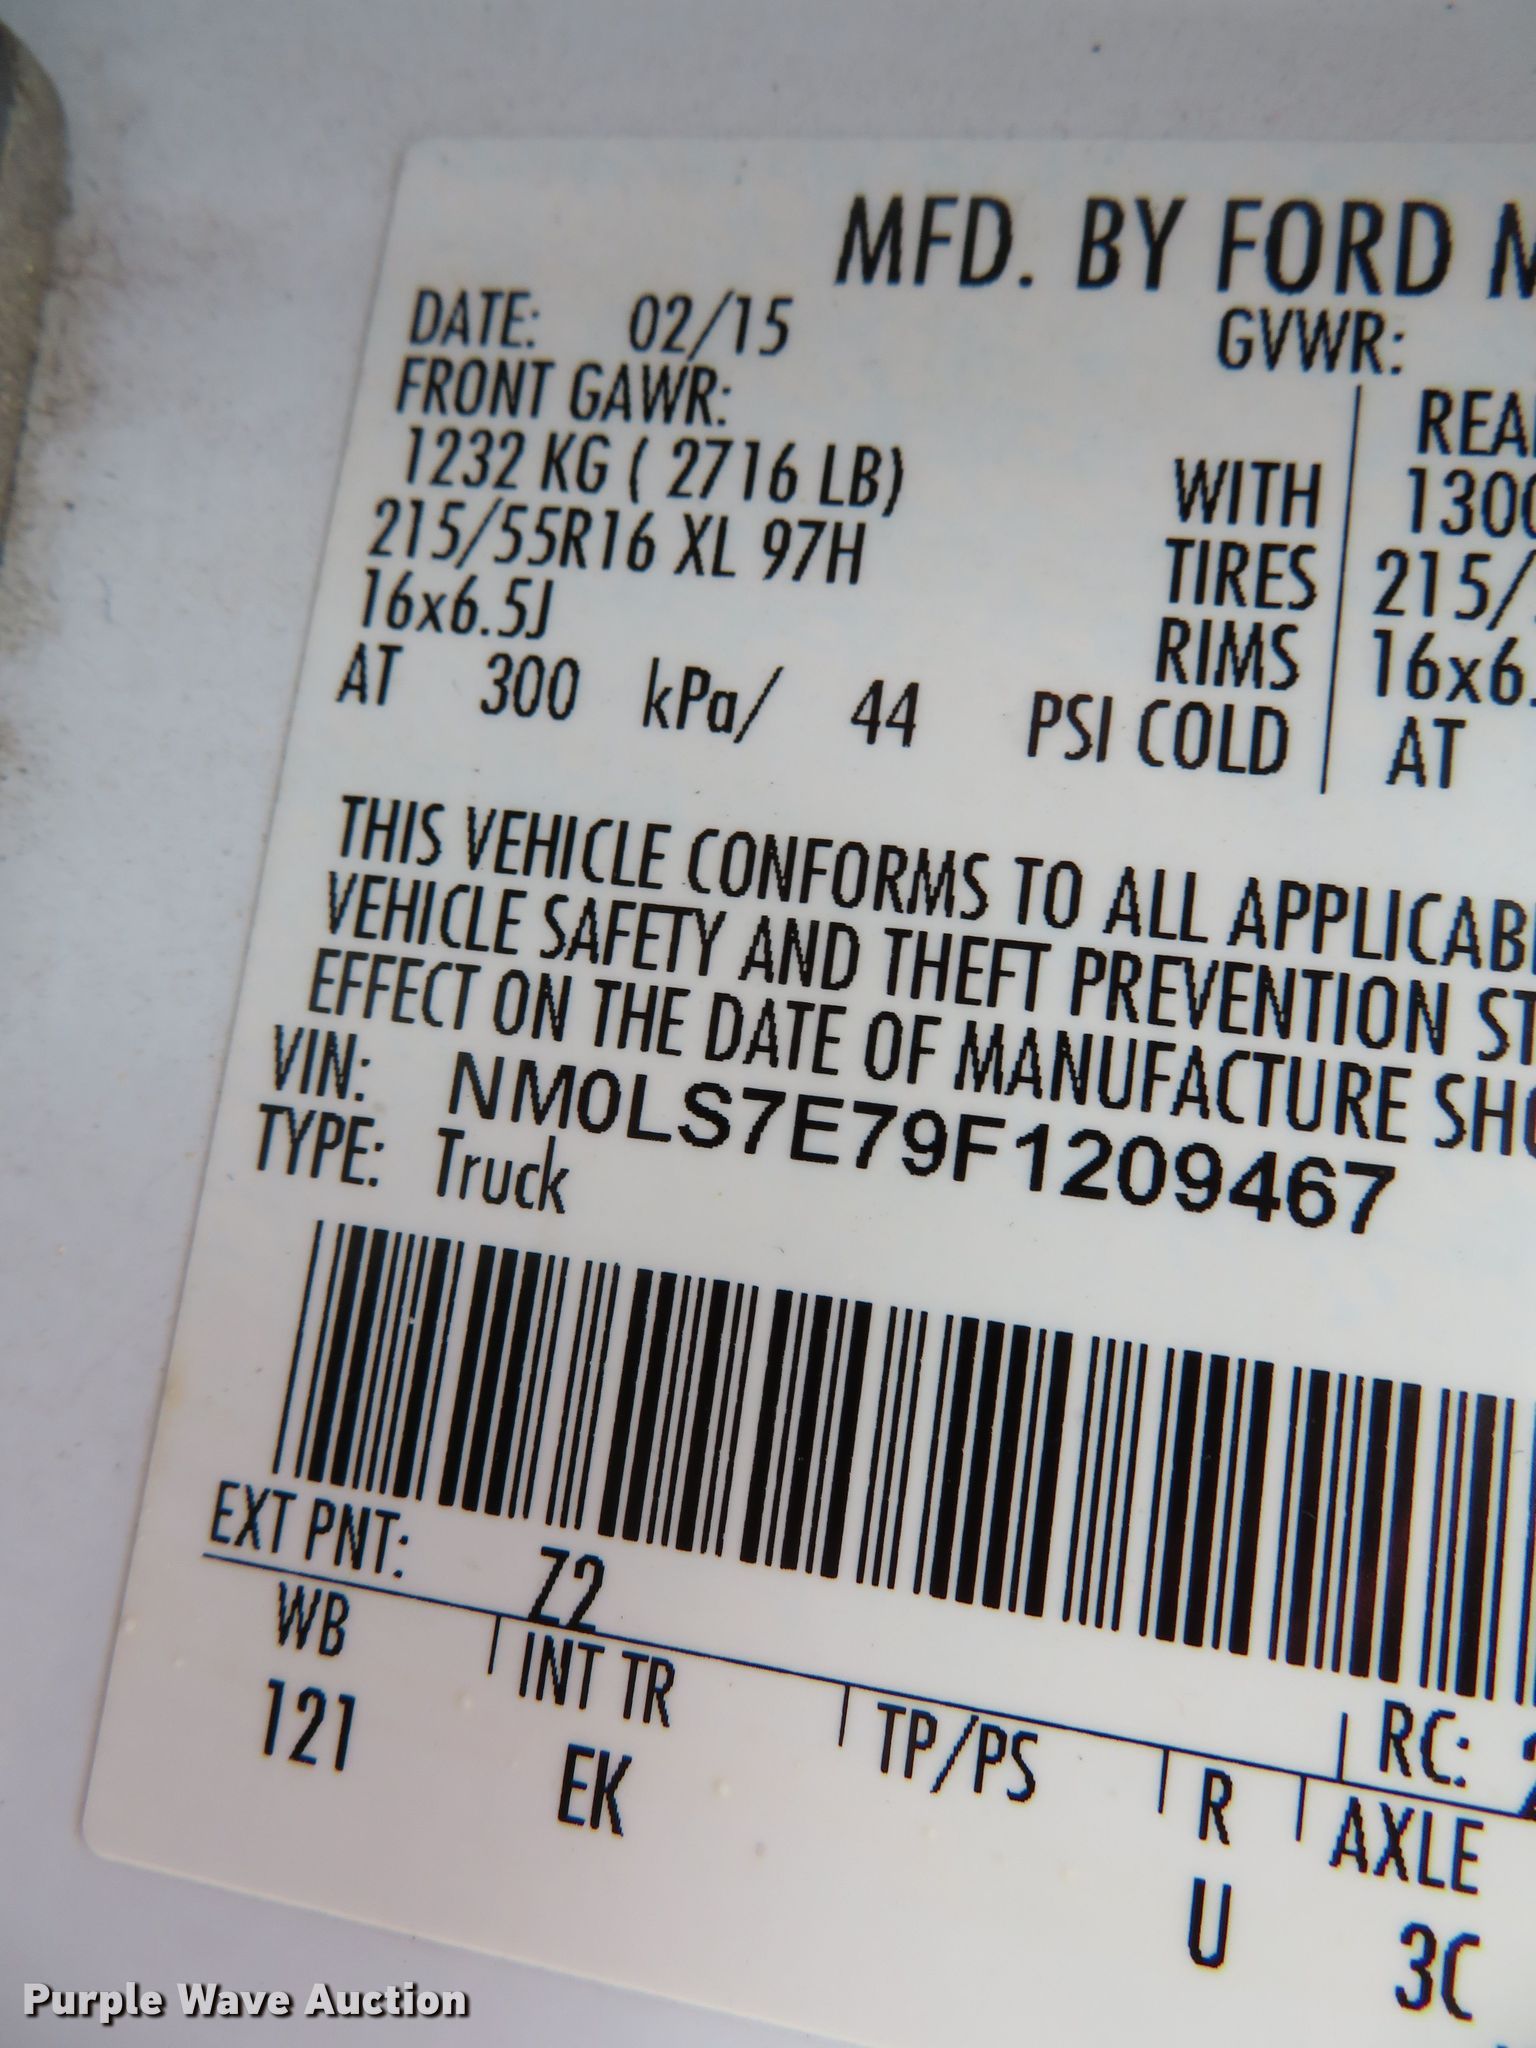 MFD. BY FORD M
DATE: 02/15
GVWR:
FRONT GAWR:
1232 KG ( 2716 LB)
215/55R16 XL 97H
16x6.5J
AT 300 kPa/ 44 PSI COLD
WITH
TIRES
RIMS
REA
130
215/
16x6.
AT
THIS VEHICLE CONFORMS TO ALL APPLICAB
VEHICLE SAFETY AND THEFT PREVENTION ST
EFFECT ON THE DATE OF MANUFACTURE SHO
VIN: NM0LS7E79F1209467
TYPE: Truck
EXT PNT: Z2
RC:
WB INT TR TP/PS R AXLE
121 EK U 3C
Purple Wave Auction